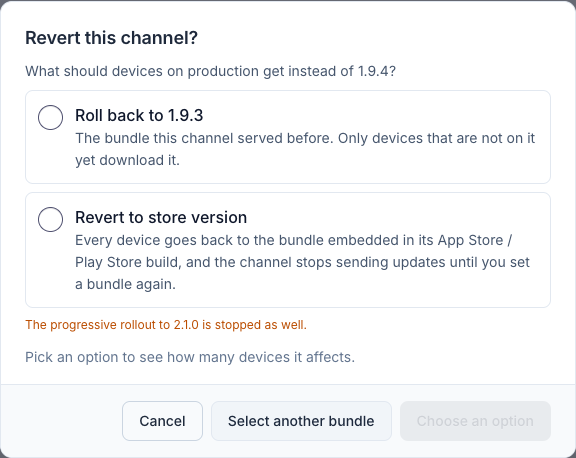 Revert this channel?
What should devices on production get instead of 1.9.4?
Roll back to 1.9.3
The bundle this channel served before. Only devices that are not on it
yet download it.
Revert to store version
Every device goes back to the bundle embedded in its App Store /
Play Store build, and the channel stops sending updates until you set
a bundle again.
The progressive rollout to 2.1.0 is stopped as well.
Pick an option to see how many devices it affects.
Cancel
Select another bundle
Choose an option